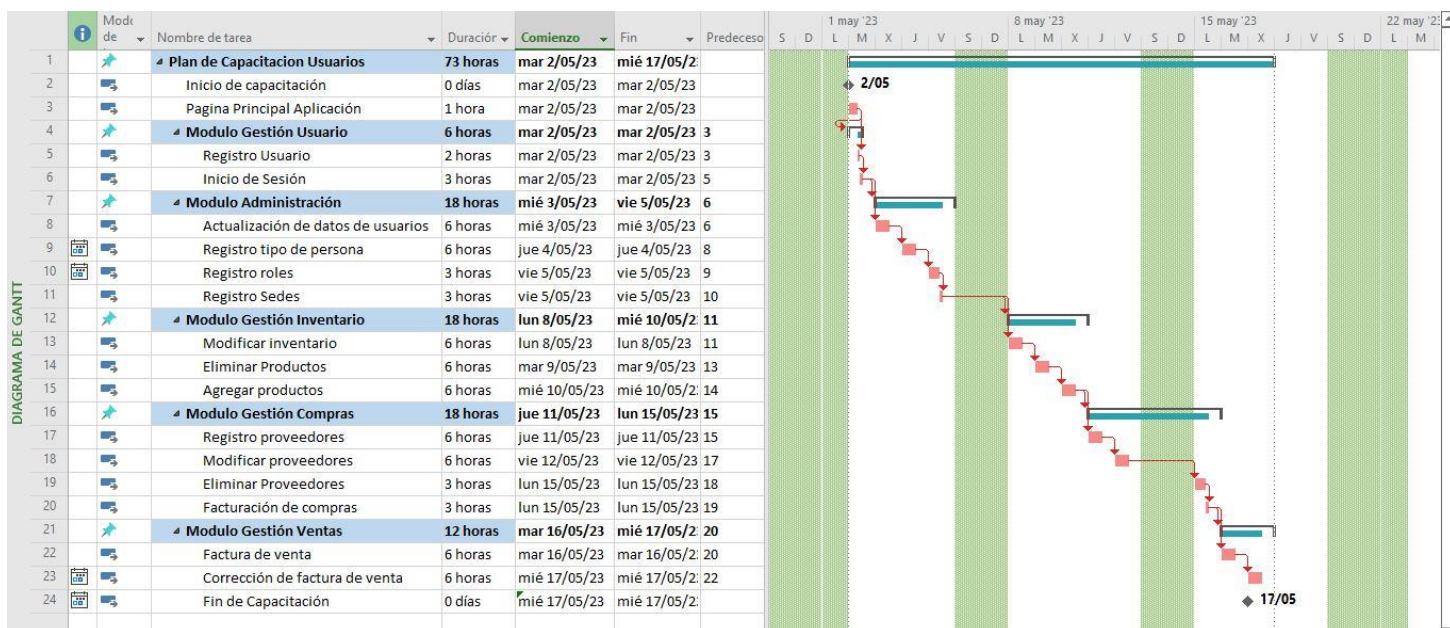 DIAGRAMA DE GANTT
1 may '23 8 may '23 15 may '23 22 may '23
Modo de Nombre de tarea Duración Comienzo Fin Predeceso S D L M X J V S D L M X J V S D L M X J V S D L M
1 Plan de Capacitacion Usuarios 73 horas mar 2/05/23 mié 17/05/2
2 Inicio de capacitación 0 días mar 2/05/23 mar 2/05/23 2/05
3 Pagina Principal Aplicación 1 hora mar 2/05/23 mar 2/05/23
4 Modulo Gestión Usuario 6 horas mar 2/05/23 mar 2/05/23 3
5 Registro Usuario 2 horas mar 2/05/23 mar 2/05/23 3
6 Inicio de Sesión 3 horas mar 2/05/23 mar 2/05/23 5
7 Modulo Administración 18 horas mié 3/05/23 vie 5/05/23 6
8 Actualización de datos de usuarios 6 horas mié 3/05/23 mié 3/05/23 6
9 Registro tipo de persona 6 horas jue 4/05/23 jue 4/05/23 8
10 Registro roles 3 horas vie 5/05/23 vie 5/05/23 9
11 Registro Sedes 3 horas vie 5/05/23 vie 5/05/23 10
12 Modulo Gestión Inventario 18 horas lun 8/05/23 mié 10/05/2 11
13 Modificar inventario 6 horas lun 8/05/23 lun 8/05/23 11
14 Eliminar Productos 6 horas mar 9/05/23 mar 9/05/23 13
15 Agregar productos 6 horas mié 10/05/23 mié 10/05/2 14
16 Modulo Gestión Compras 18 horas jue 11/05/23 lun 15/05/23 15
17 Registro proveedores 6 horas jue 11/05/23 jue 11/05/23 15
18 Modificar proveedores 6 horas vie 12/05/23 vie 12/05/23 17
19 Eliminar Proveedores 3 horas lun 15/05/23 lun 15/05/23 18
20 Facturación de compras 3 horas lun 15/05/23 lun 15/05/23 19
21 Modulo Gestión Ventas 12 horas mar 16/05/23 mié 17/05/2 20
22 Factura de venta 6 horas mar 16/05/23 mar 16/05/2 20
23 Corrección de factura de venta 6 horas mié 17/05/23 mié 17/05/2 22
24 Fin de Capacitación 0 días mié 17/05/23 mié 17/05/2 17/05